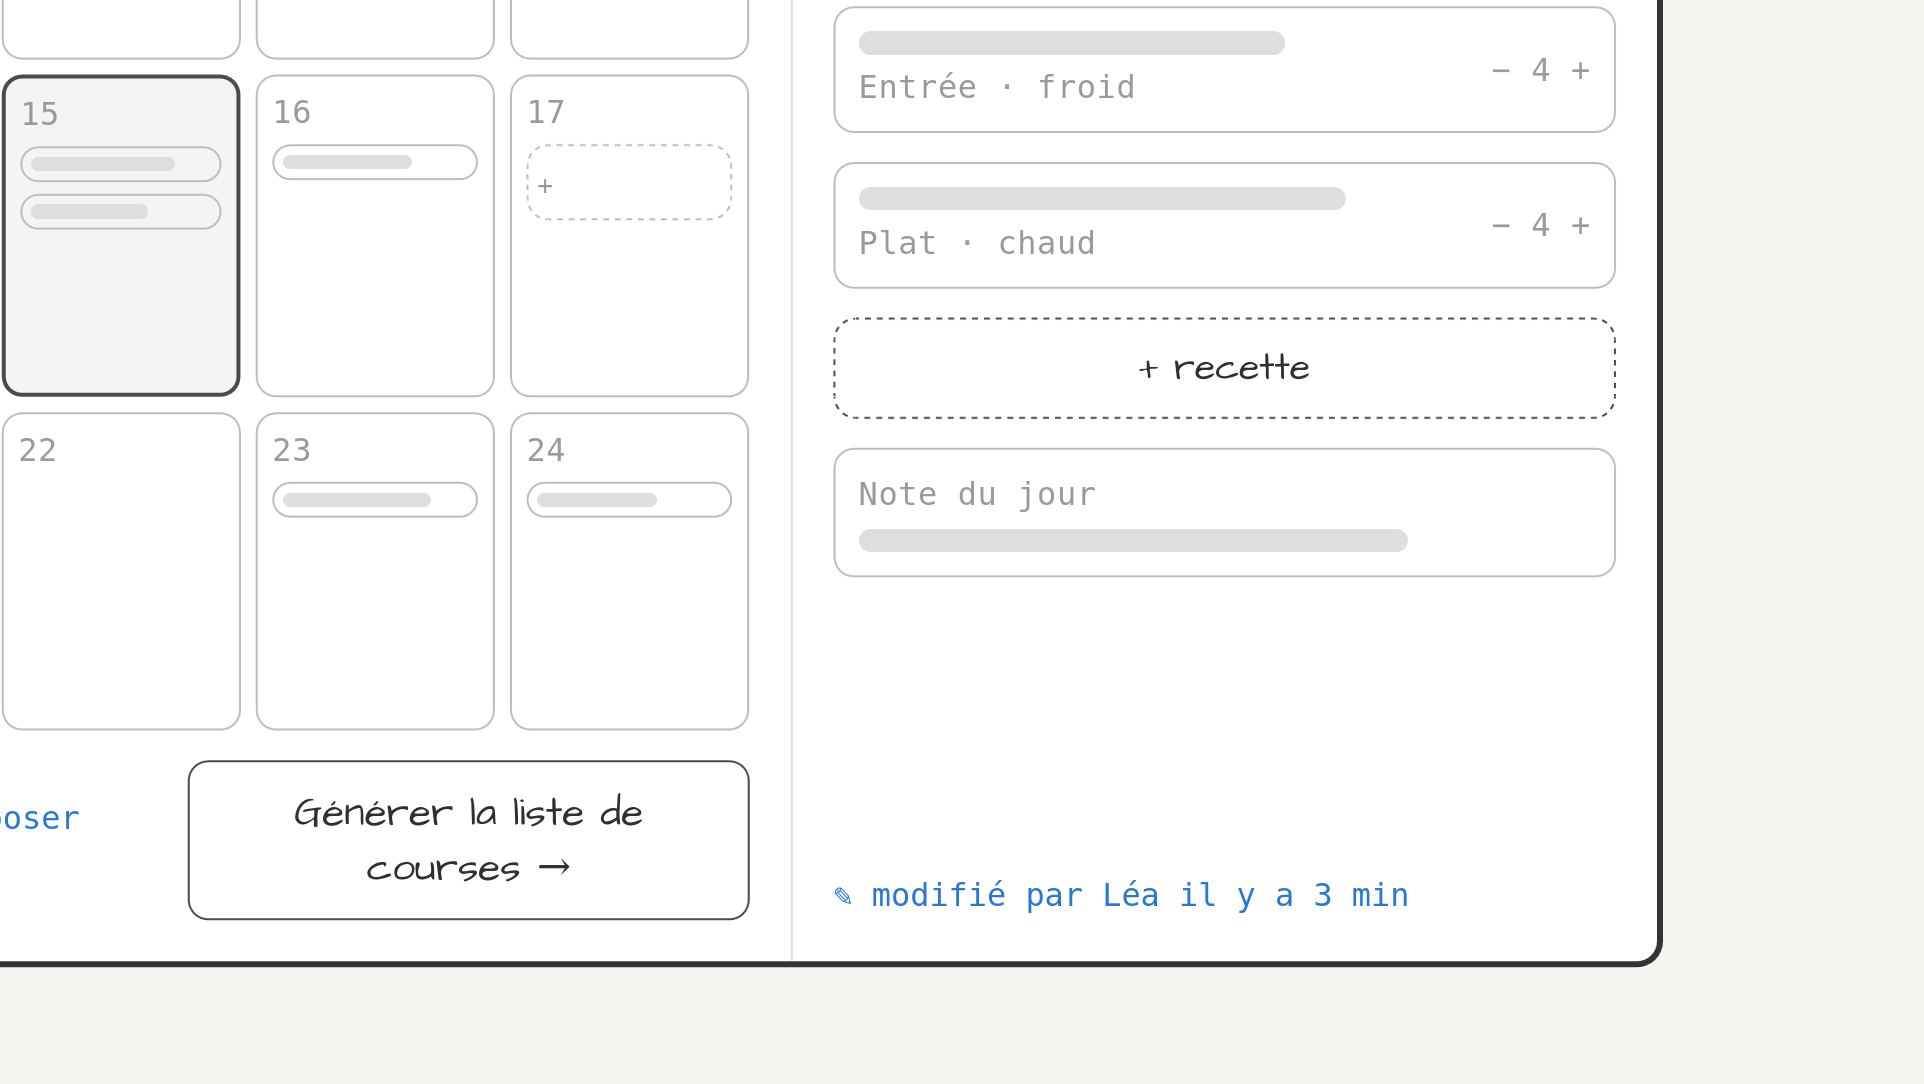 15
16
17
+
22
23
24
oser
Générer la liste de
courses →
Entrée · froid
− 4 +
Plat · chaud
− 4 +
+ recette
Note du jour
✎ modifié par Léa il y a 3 min